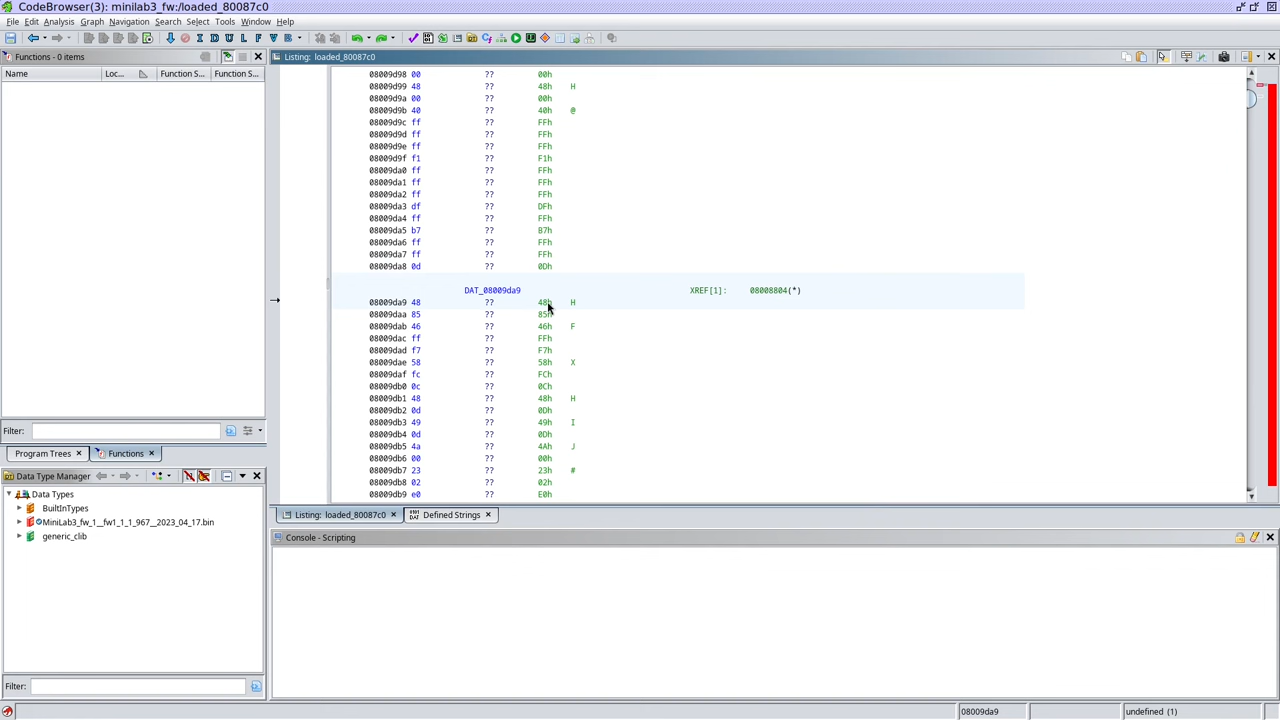 CodeBrowser(3): minilab3_fw:/loaded_80087c0
File Edit Analysis Graph Navigation Search Select Tools Window Help
I D U L F V B
Functions - 0 items
Name Loc... Function S... Function S...
Filter:
Program Trees Functions
Data Type Manager
Data Types
BuiltInTypes
MiniLab3_fw_1__fw1_1_1_967__2023_04_17.bin
generic_clib
Filter:
Listing: loaded_80087c0
08009d98 00 ?? 00h
08009d99 48 ?? 48h H
08009d9a 00 ?? 00h
08009d9b 40 ?? 40h @
08009d9c ff ?? FFh
08009d9d ff ?? FFh
08009d9e ff ?? FFh
08009d9f f1 ?? F1h
08009da0 ff ?? FFh
08009da1 ff ?? FFh
08009da2 ff ?? FFh
08009da3 df ?? DFh
08009da4 ff ?? FFh
08009da5 b7 ?? B7h
08009da6 ff ?? FFh
08009da7 ff ?? FFh
08009da8 0d ?? 0Dh
DAT_08009da9 XREF[1]: 08008804(*)
08009da9 48 ?? 48h H
08009daa 85 ?? 85h
08009dab 46 ?? 46h F
08009dac ff ?? FFh
08009dad f7 ?? F7h
08009dae 58 ?? 58h X
08009daf fc ?? FCh
08009db0 0c ?? 0Ch
08009db1 48 ?? 48h H
08009db2 0d ?? 0Dh
08009db3 49 ?? 49h I
08009db4 0d ?? 0Dh
08009db5 4a ?? 4Ah J
08009db6 00 ?? 00h
08009db7 23 ?? 23h #
08009db8 02 ?? 02h
08009db9 e0 ?? E0h
Listing: loaded_80087c0 Defined Strings
Console - Scripting
08009da9 undefined (1)